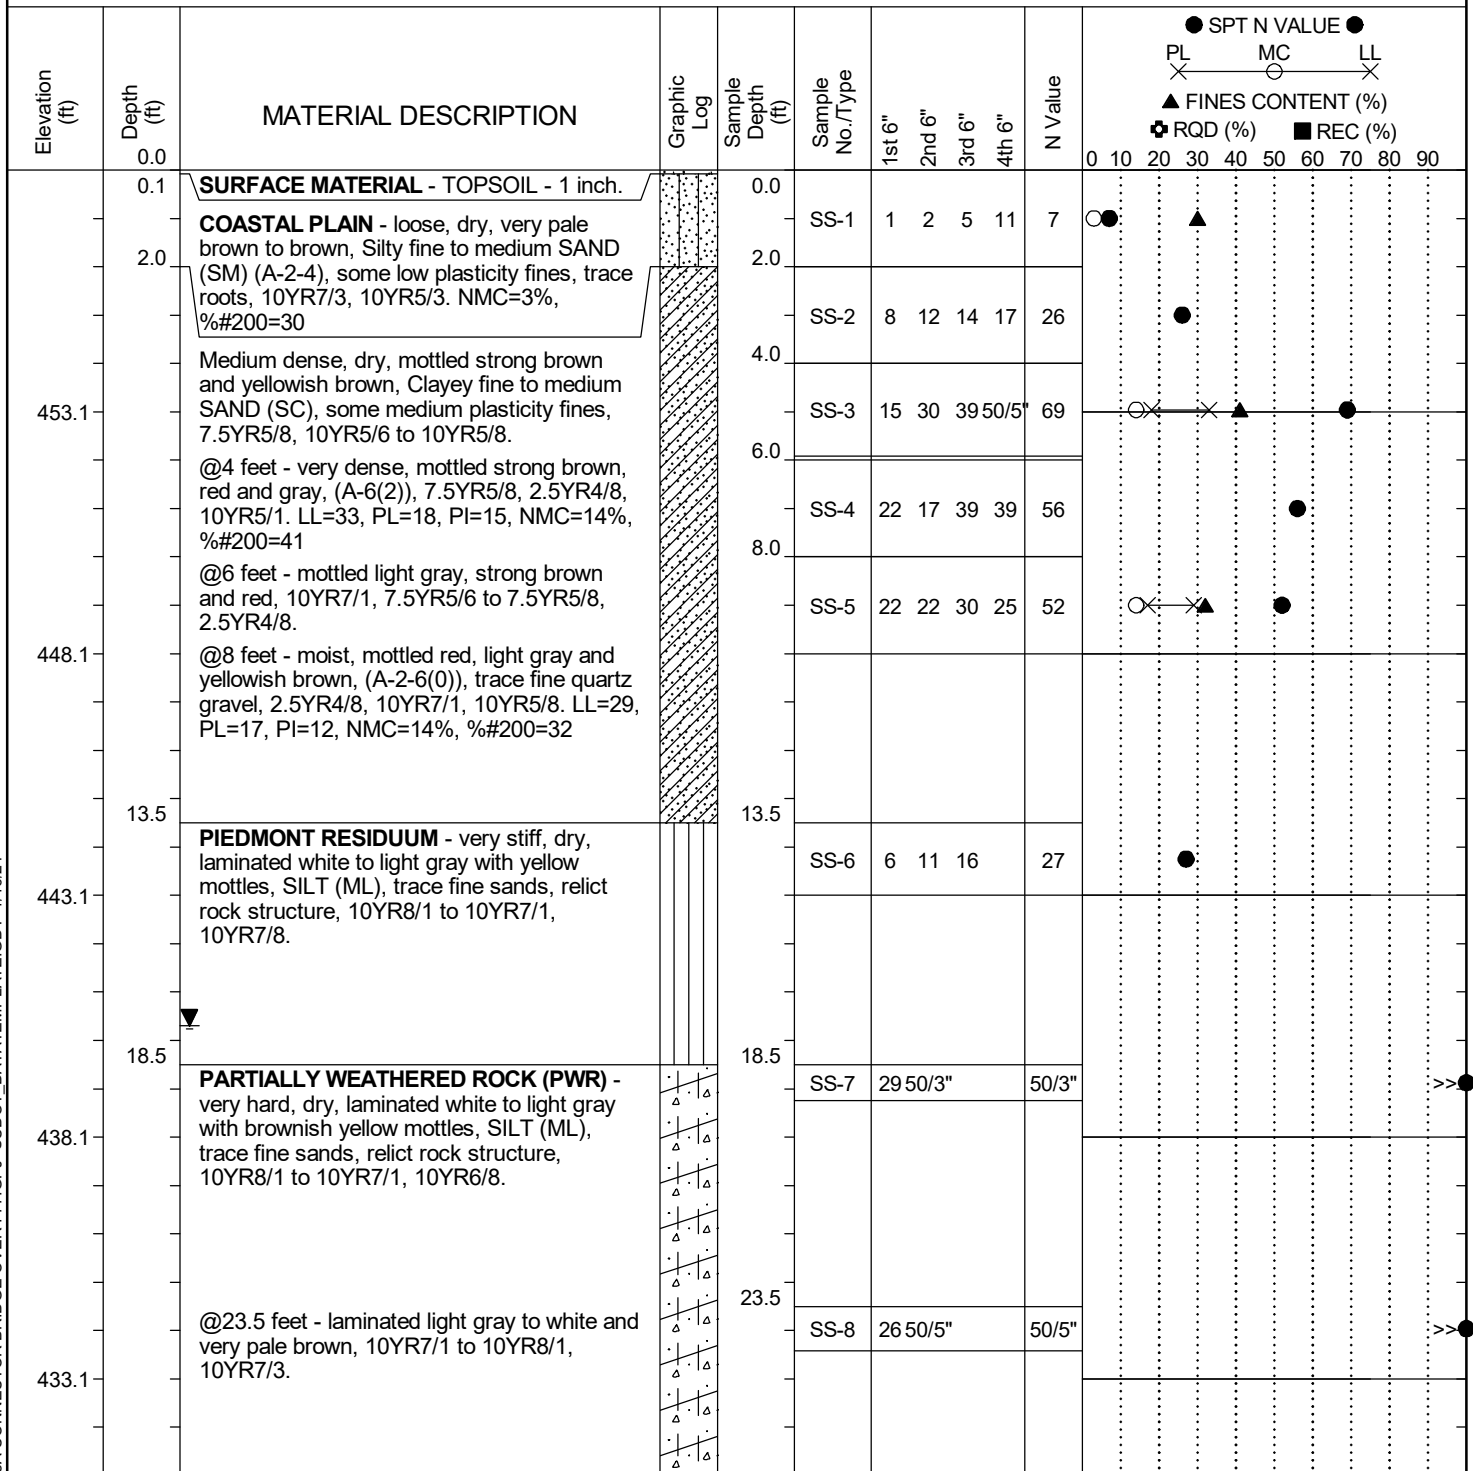 Elevation (ft)
Depth (ft)
0.0
MATERIAL DESCRIPTION
Graphic Log
Sample Depth (ft)
Sample No./Type
1st 6"
2nd 6"
3rd 6"
4th 6"
N Value
SPT N VALUE
PL MC LL
FINES CONTENT (%)
RQD (%) REC (%)
0 10 20 30 40 50 60 70 80 90
0.1
SURFACE MATERIAL - TOPSOIL - 1 inch.
0.0
COASTAL PLAIN - loose, dry, very pale
brown to brown, Silty fine to medium SAND
(SM) (A-2-4), some low plasticity fines, trace
roots, 10YR7/3, 10YR5/3. NMC=3%,
%#200=30
SS-1 1 2 5 11 7
2.0
2.0
SS-2 8 12 14 17 26
4.0
Medium dense, dry, mottled strong brown
and yellowish brown, Clayey fine to medium
SAND (SC), some medium plasticity fines,
7.5YR5/8, 10YR5/6 to 10YR5/8.
453.1
SS-3 15 30 39 50/5" 69
6.0
@4 feet - very dense, mottled strong brown,
red and gray, (A-6(2)), 7.5YR5/8, 2.5YR4/8,
10YR5/1. LL=33, PL=18, PI=15, NMC=14%,
%#200=41
SS-4 22 17 39 39 56
8.0
@6 feet - mottled light gray, strong brown
and red, 10YR7/1, 7.5YR5/6 to 7.5YR5/8,
2.5YR4/8.
SS-5 22 22 30 25 52
448.1
@8 feet - moist, mottled red, light gray and
yellowish brown, (A-2-6(0)), trace fine quartz
gravel, 2.5YR4/8, 10YR7/1, 10YR5/8. LL=29,
PL=17, PI=12, NMC=14%, %#200=32
13.5
13.5
PIEDMONT RESIDUUM - very stiff, dry,
laminated white to light gray with yellow
mottles, SILT (ML), trace fine sands, relict
rock structure, 10YR8/1 to 10YR7/1,
10YR7/8.
SS-6 6 11 16 27
443.1
18.5
18.5
PARTIALLY WEATHERED ROCK (PWR) -
very hard, dry, laminated white to light gray
with brownish yellow mottles, SILT (ML),
trace fine sands, relict rock structure,
10YR8/1 to 10YR7/1, 10YR6/8.
SS-7 29 50/3" 50/3" >>
438.1
23.5
@23.5 feet - laminated light gray to white and
very pale brown, 10YR7/1 to 10YR8/1,
10YR7/3.
SS-8 26 50/5" 50/5" >>
433.1